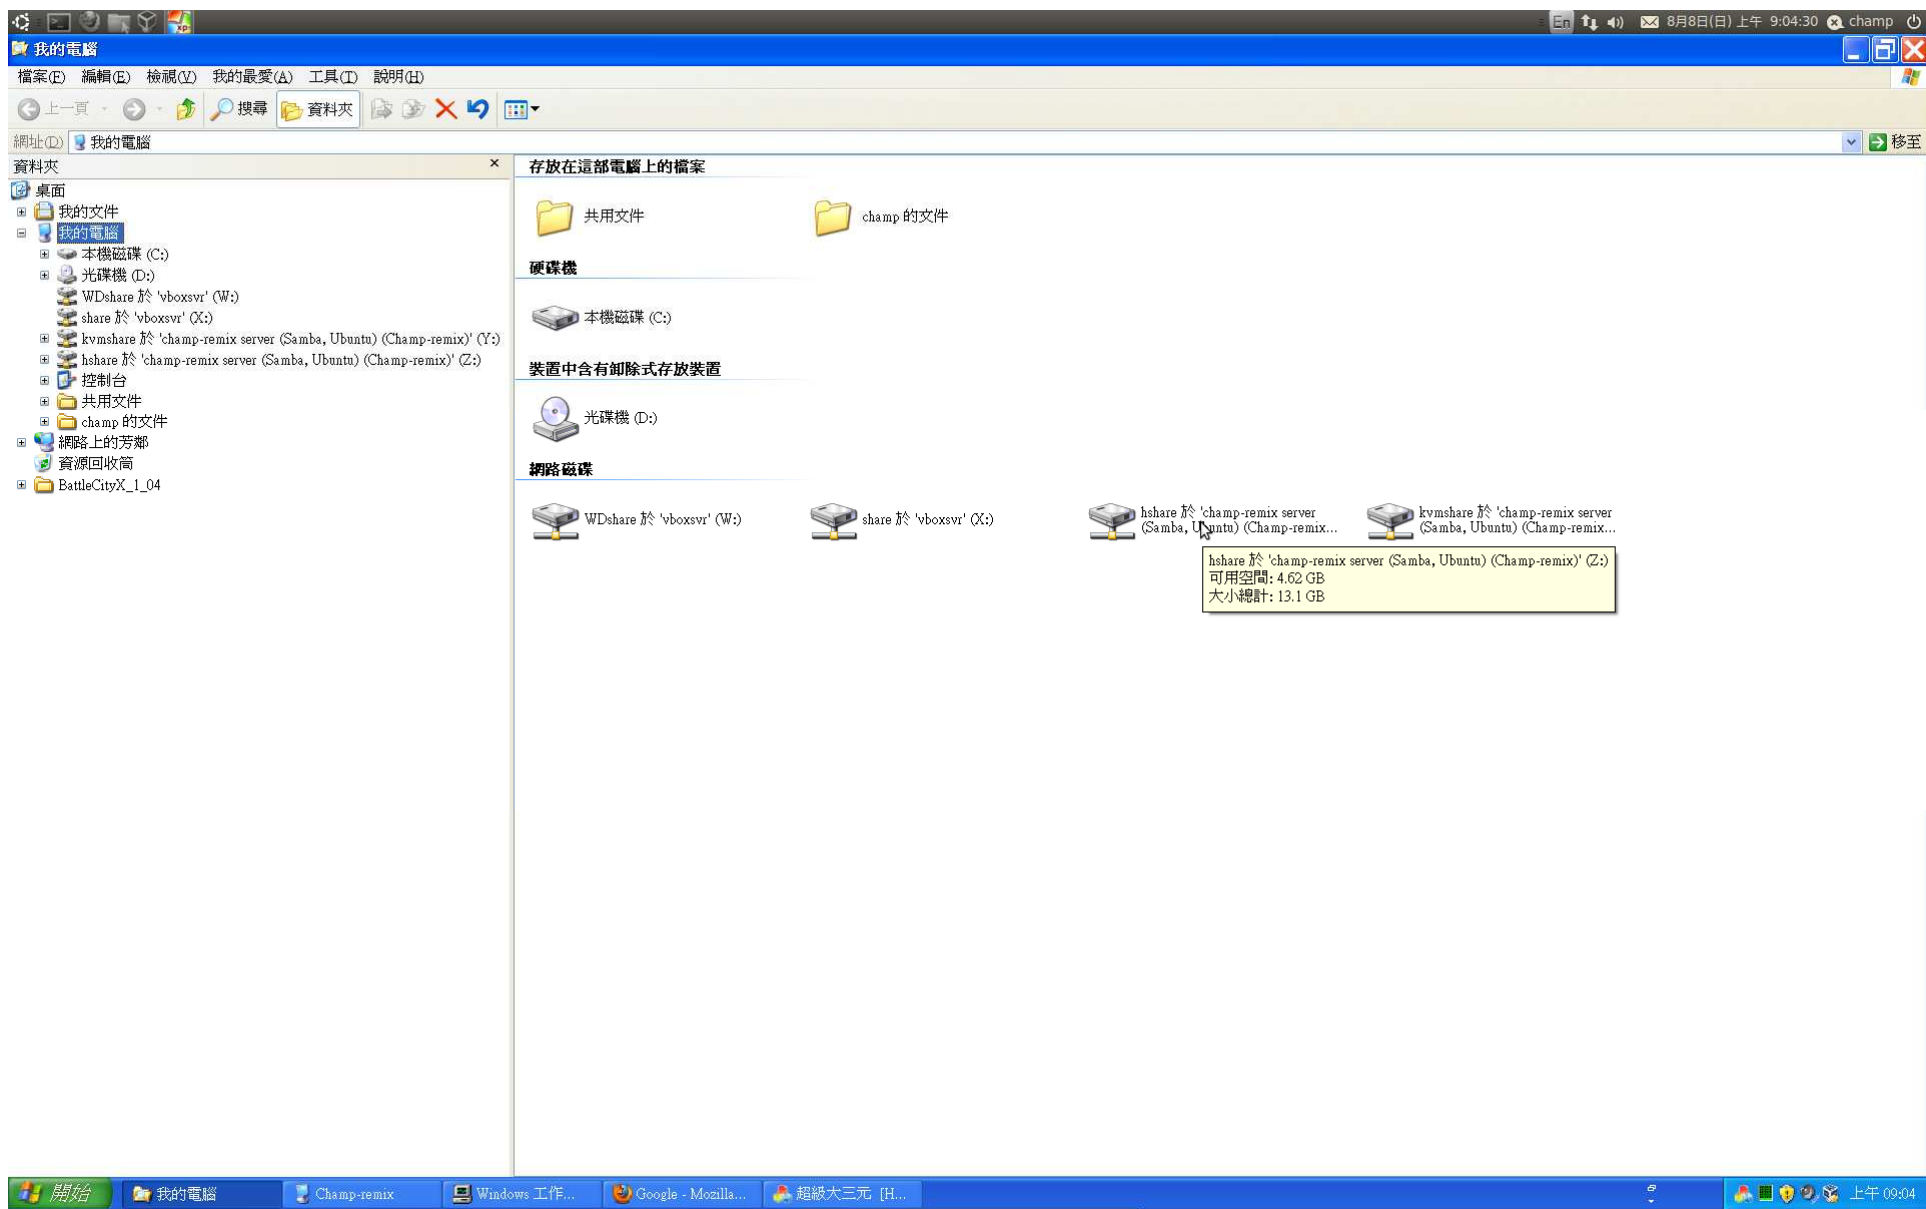 En 8月8日(日) 上午 9:04:30 champ
我的電腦
檔案(F) 編輯(E) 檢視(V) 我的最愛(A) 工具(T) 說明(H)
上一頁 搜尋 資料夾
網址(D) 我的電腦 移至
資料夾
桌面
我的文件
我的電腦
本機磁碟 (C:)
光碟機 (D:)
WDshare 於 'vboxsvr' (W:)
share 於 'vboxsvr' (X:)
kvmshare 於 'champ-remix server (Samba, Ubuntu) (Champ-remix)' (Y:)
hshare 於 'champ-remix server (Samba, Ubuntu) (Champ-remix)' (Z:)
控制台
共用文件
champ 的文件
網路上的芳鄰
資源回收筒
BattleCityX_1_04
存放在這部電腦上的檔案
共用文件
champ 的文件
硬碟機
本機磁碟 (C:)
裝置中含有卸除式存放裝置
光碟機 (D:)
網路磁碟
WDshare 於 'vboxsvr' (W:)
share 於 'vboxsvr' (X:)
hshare 於 'champ-remix server
(Samba, Ubuntu) (Champ-remix...
kvmshare 於 'champ-remix server
(Samba, Ubuntu) (Champ-remix...
hshare 於 'champ-remix server (Samba, Ubuntu) (Champ-remix)' (Z:)
可用空間: 4.62 GB
大小總計: 13.1 GB
開始 我的電腦 Champ-remix Windows 工作... Google - Mozilla... 超級大三元 [H... 上午 09:04